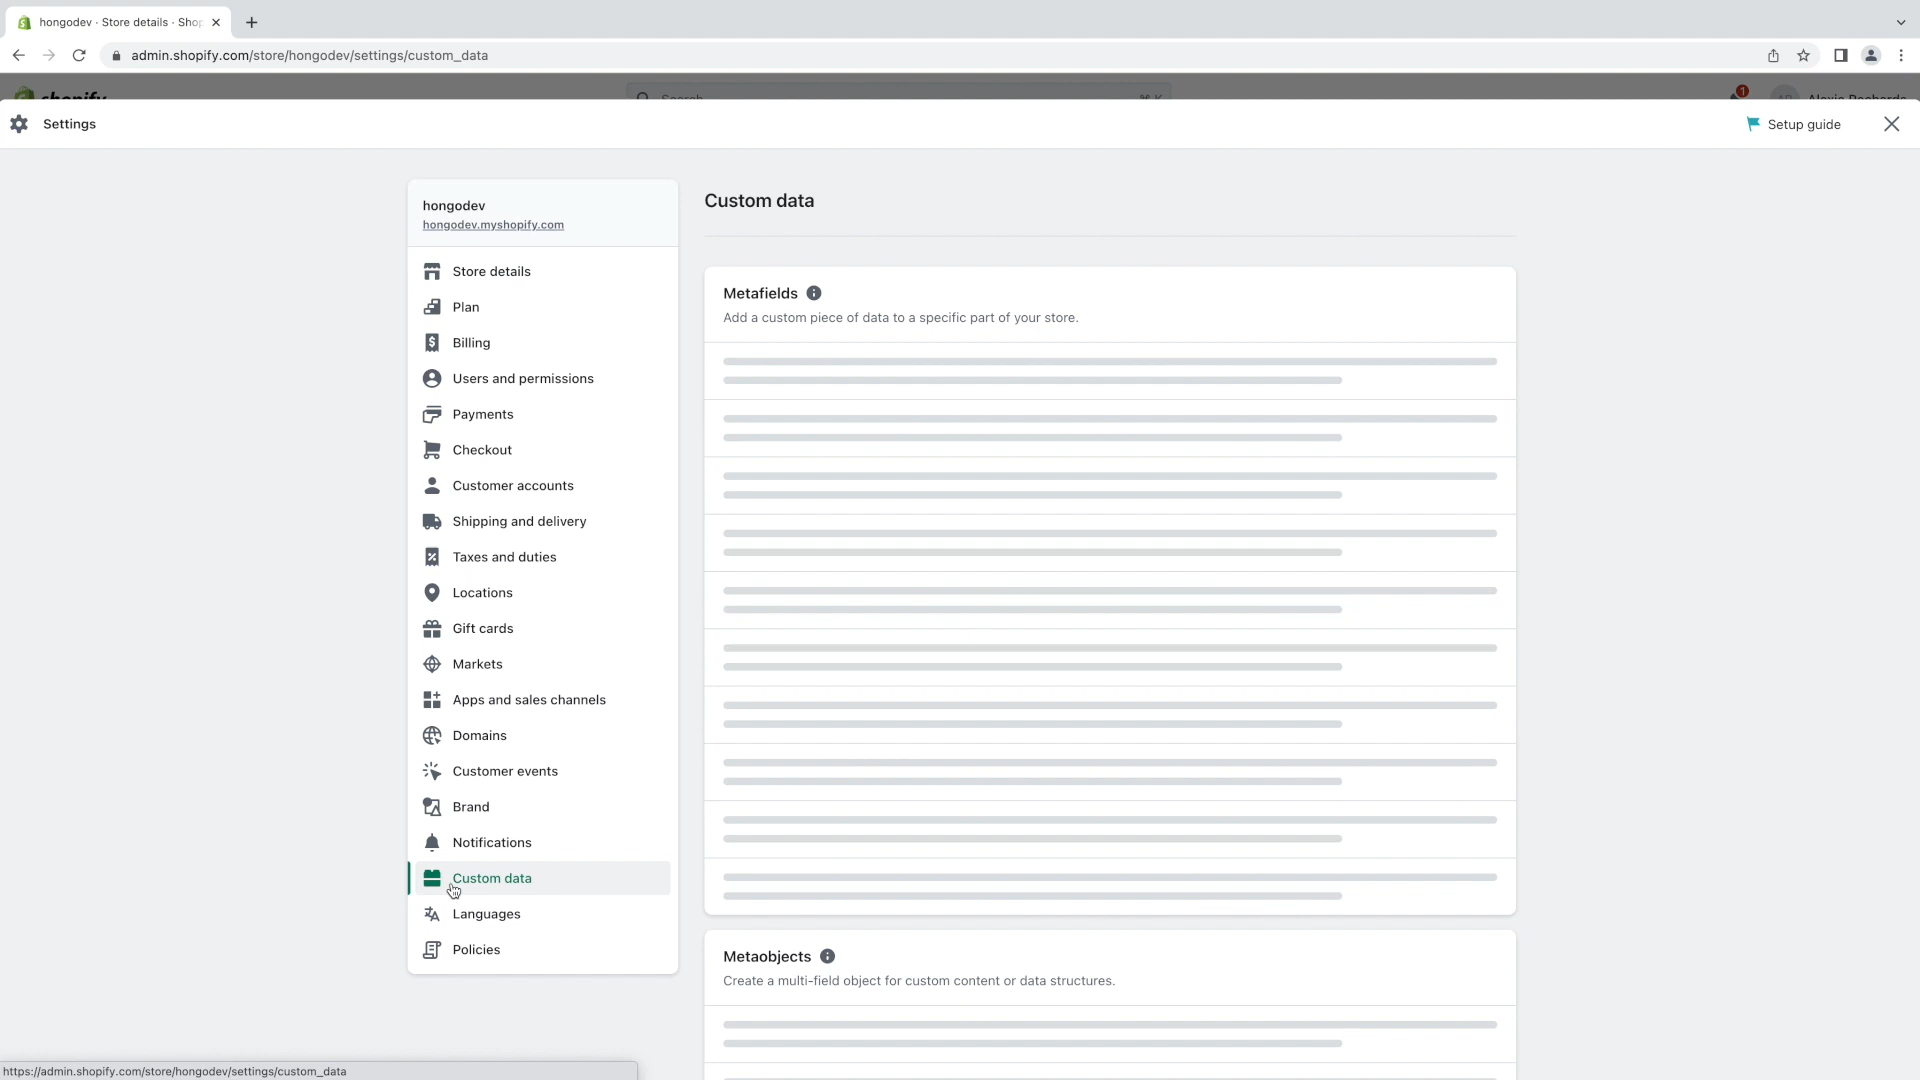 hongodev · Store details · Shop
admin.shopify.com/store/hongodev/settings/custom_data
shopify
Search
⌘ K
1
Settings
Setup guide
hongodev
hongodev.myshopify.com
Store details
Plan
Billing
Users and permissions
Payments
Checkout
Customer accounts
Shipping and delivery
Taxes and duties
Locations
Gift cards
Markets
Apps and sales channels
Domains
Customer events
Brand
Notifications
Custom data
Languages
Policies
Custom data
Metafields
Add a custom piece of data to a specific part of your store.
Metaobjects
Create a multi-field object for custom content or data structures.
https://admin.shopify.com/store/hongodev/settings/custom_data